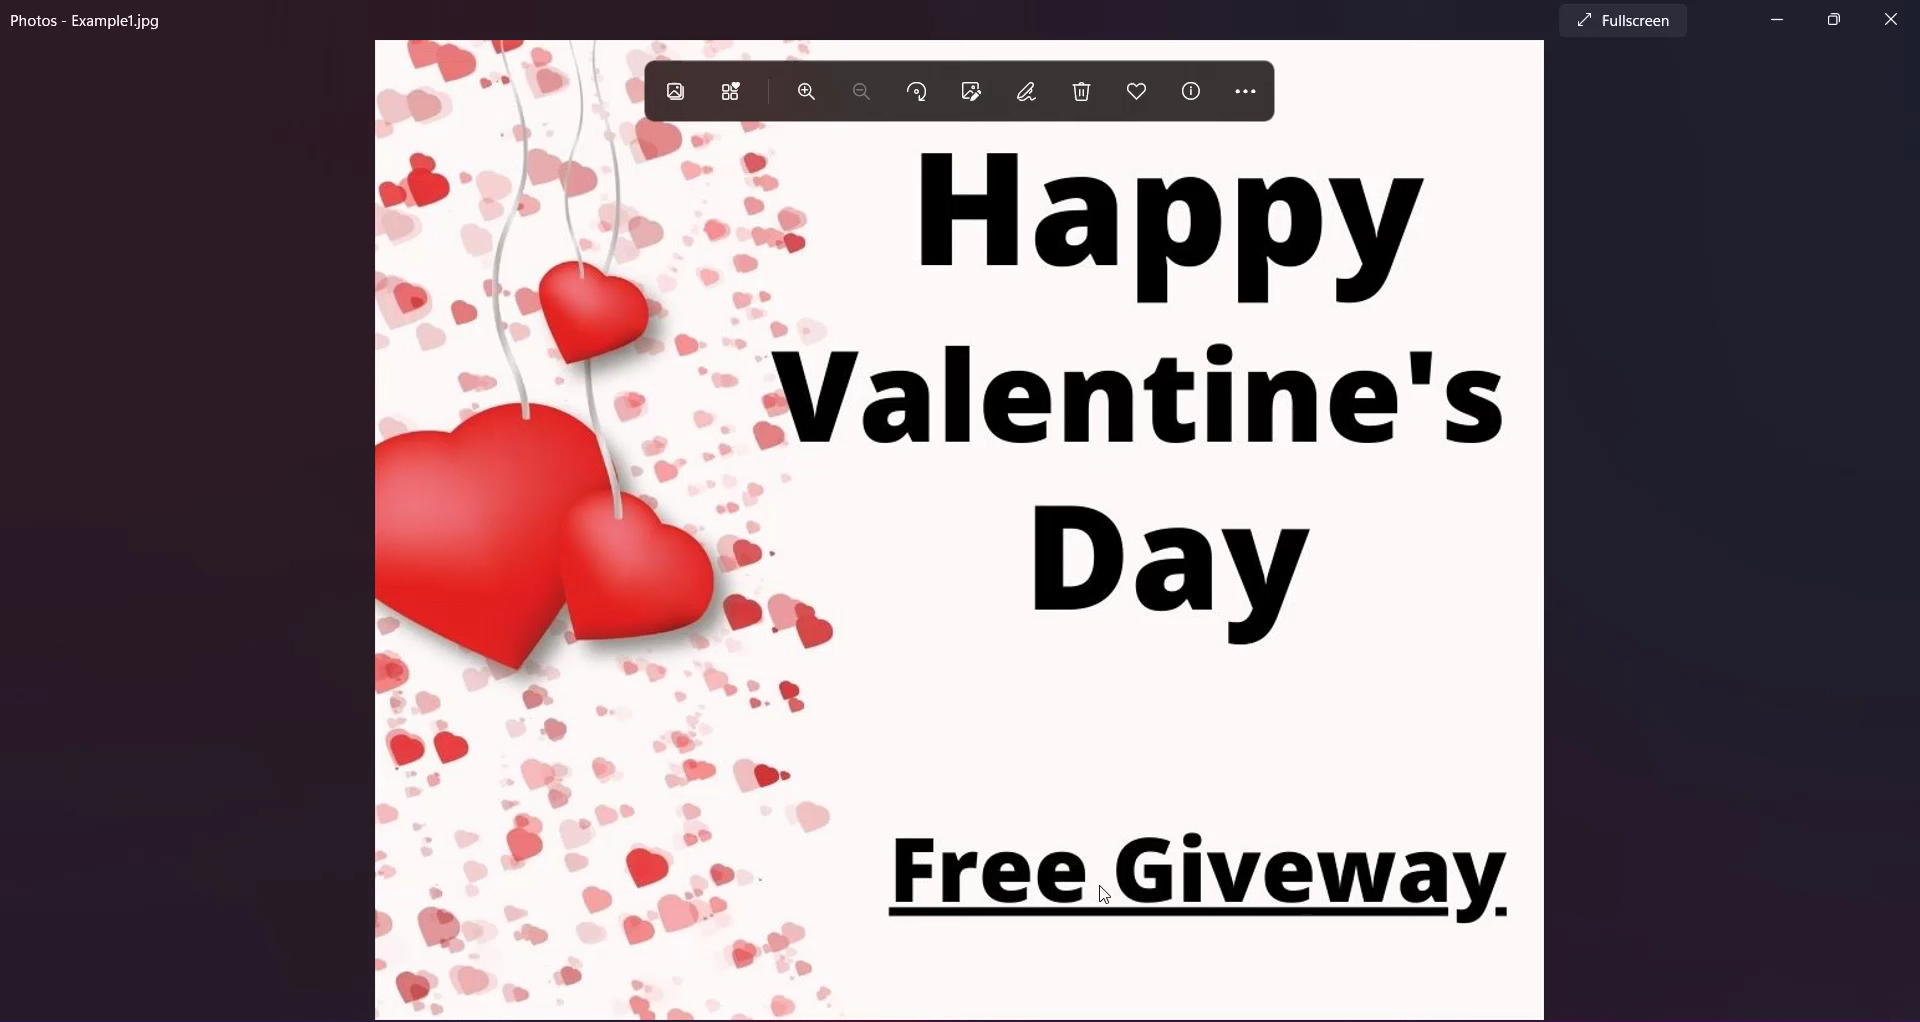 Photos - Example1.jpg
Fullscreen
Happy
Valentine's
Day
Free Giveway